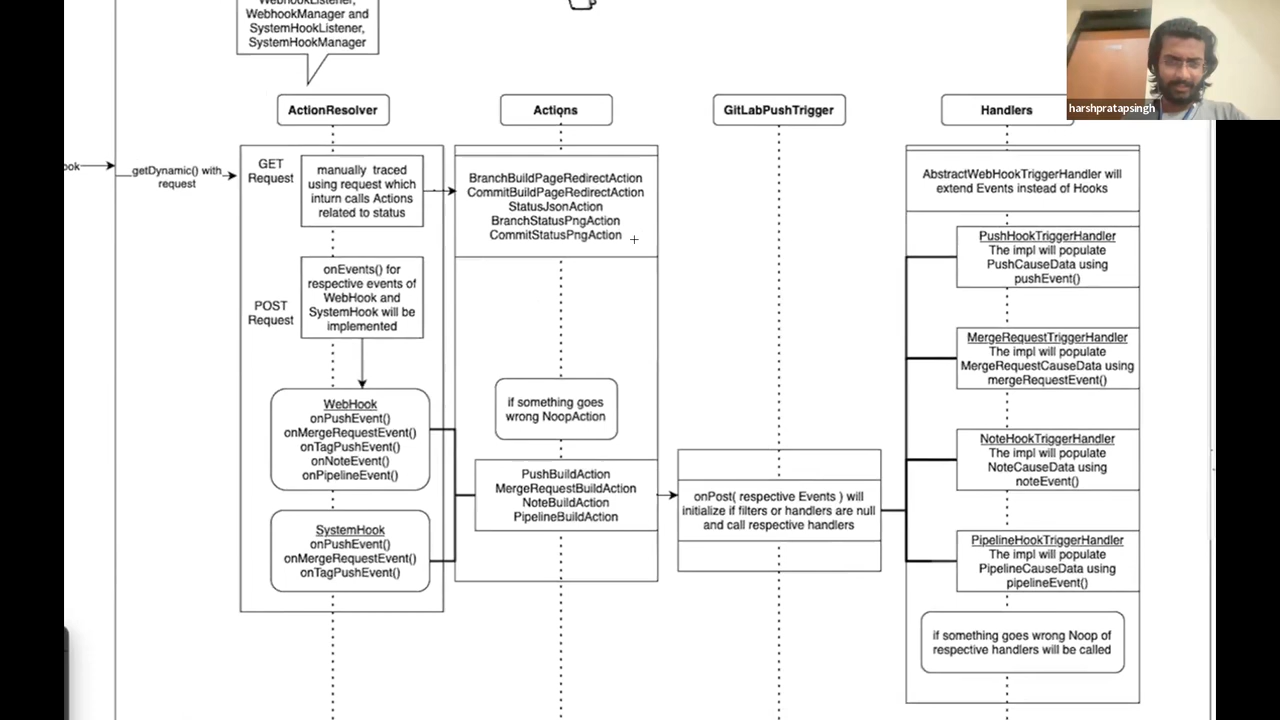 WebhookListener,
WebhookManager and
SystemHookListener,
SystemHookManager
harshpratapsingh
ActionResolver
Actions
GitLabPushTrigger
Handlers
getDynamic() with
request
GET
Request
manually traced
using request which
inturn calls Actions
related to status
POST
Request
onEvents() for
respective events of
WebHook and
SystemHook will be
implemented
WebHook
onPushEvent()
onMergeRequestEvent()
onTagPushEvent()
onNoteEvent()
onPipelineEvent()
SystemHook
onPushEvent()
onMergeRequestEvent()
onTagPushEvent()
BranchBuildPageRedirectAction
CommitBuildPageRedirectAction
StatusJsonAction
BranchStatusPngAction
CommitStatusPngAction
if something goes
wrong NoopAction
PushBuildAction
MergeRequestBuildAction
NoteBuildAction
PipelineBuildAction
onPost( respective Events ) will
initialize if filters or handlers are null
and call respective handlers
AbstractWebHookTriggerHandler will
extend Events instead of Hooks
PushHookTriggerHandler
The impl will populate
PushCauseData using
pushEvent()
MergeRequestTriggerHandler
The impl will populate
MergeRequestCauseData using
mergeRequestEvent()
NoteHookTriggerHandler
The impl will populate
NoteCauseData using
noteEvent()
PipelineHookTriggerHandler
The impl will populate
PipelineCauseData using
pipelineEvent()
if something goes wrong Noop of
respective handlers will be called